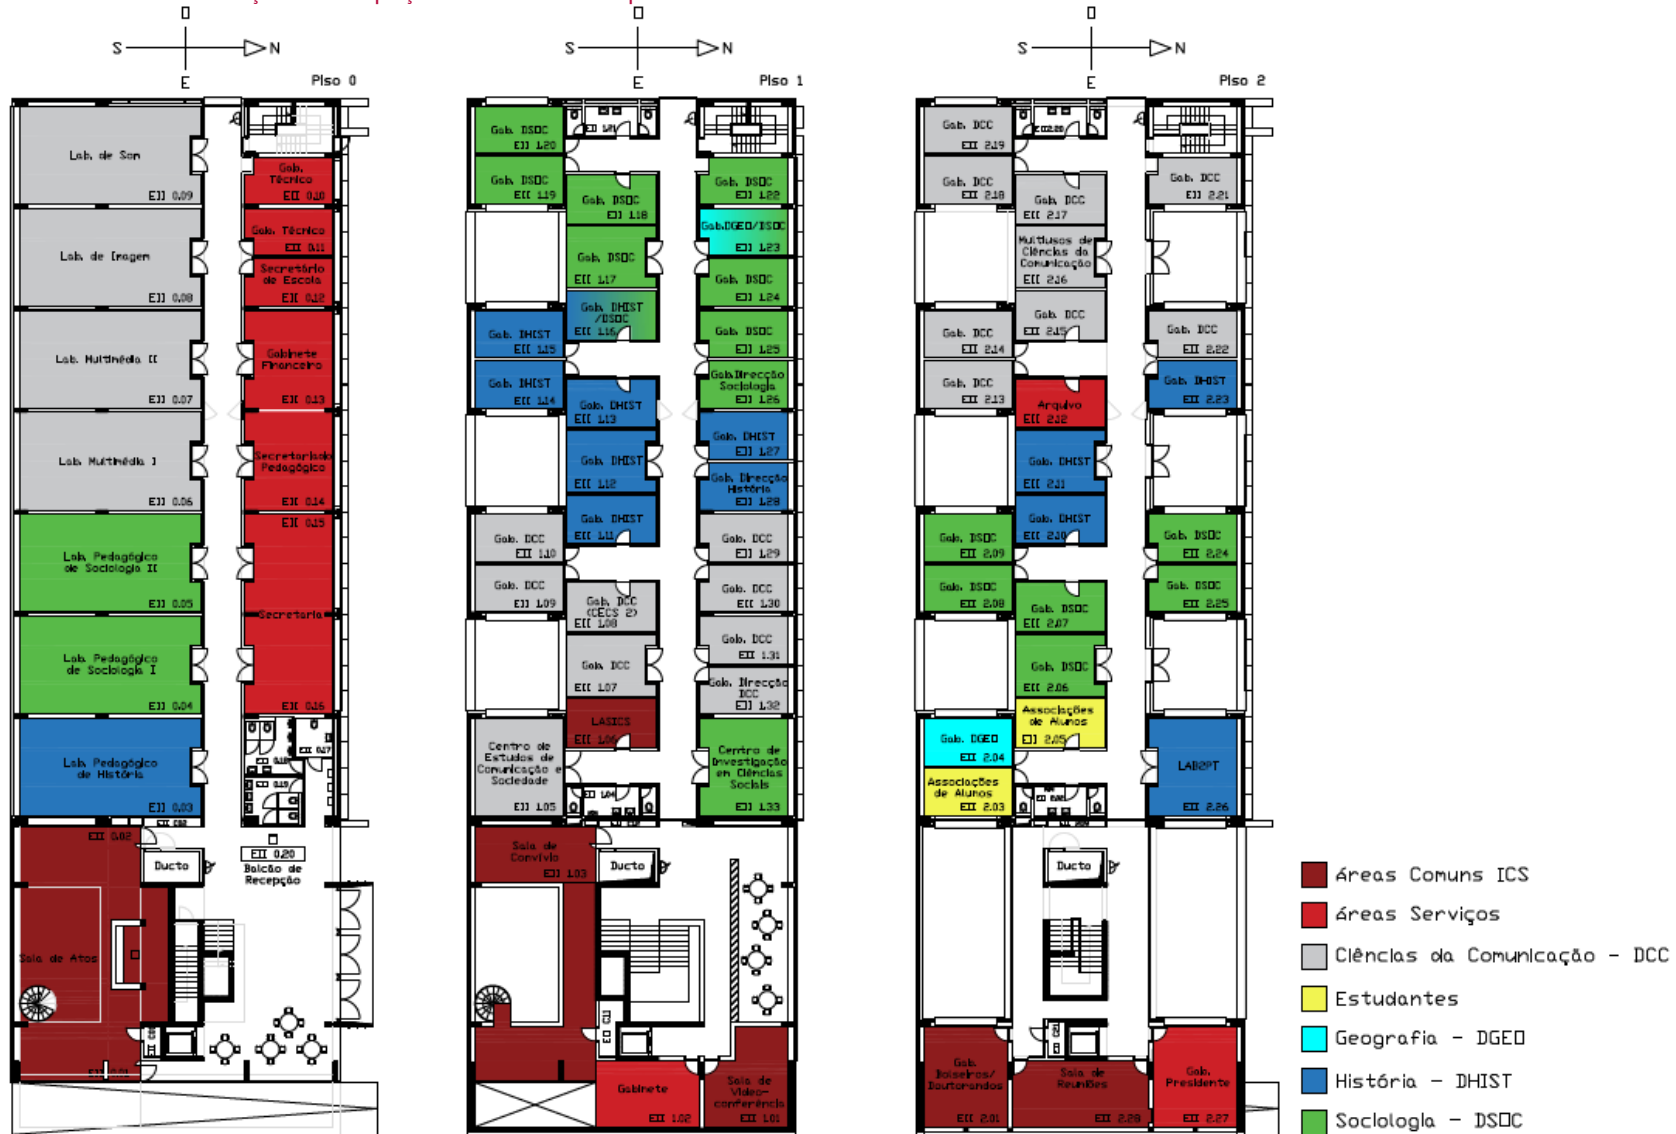 O
S
N
E
Piso 0
Lab. de Som
EII 0.09
Lab. de Imagem
EII 0.08
Lab. Multimédia II
EII 0.07
Lab. Multimédia I
EII 0.06
Lab. Pedagógico
de Sociologia II
EII 0.05
Lab. Pedagógico
de Sociologia I
EII 0.04
Lab. Pedagógico
de História
EII 0.03
EII 0.02
Sala de Atos
EII 0.01
Gab.
Técnico
EII 0.10
Gab. Técnico
EII 0.11
Secretário
de Escola
EII 0.12
Gabinete
Financeiro
EII 0.13
Secretariado
Pedagógico
EII 0.14
EII 0.15
Secretaria
EII 0.16
EII 0.17
EII 0.18
EII 0.19
Ducto
EII 0.20
Balcão de
Recepção
O
S
N
E
Piso 1
Gab. DSOC
EII 1.20
Gab. DSOC
EII 1.19
EII 1.21
Gab. DSOC
EII 1.18
Gab. DSOC
EII 1.17
Gab. DHIST
/DSOC
EII 1.16
Gab. DHIST
EII 1.15
Gab. DHIST
EII 1.14
Gab. DHIST
EII 1.13
Gab. DHIST
EII 1.12
Gab. DHIST
EII 1.11
Gab. DCC
EII 1.10
Gab. DCC
EII 1.09
Gab. DCC
(CECS 2)
EII 1.08
Gab. DCC
EII 1.07
LASICS
EII 1.06
Centro de
Estudos de
Comunicação e
Sociedade
EII 1.05
EII 1.04
Gab. DSOC
EII 1.22
Gab.DGEO/DSOC
EII 1.23
Gab. DSOC
EII 1.24
Gab. DSOC
EII 1.25
Gab.Direcção
Sociologia
EII 1.26
Gab. DHIST
EII 1.27
Gab. Direcção
História
EII 1.28
Gab. DCC
EII 1.29
Gab. DCC
EII 1.30
Gab. DCC
EII 1.31
Gab. Direcção
DCC
EII 1.32
Centro de
Investigação
em Ciências
Sociais
EII 1.33
Sala de
Convívio
EII 1.03
Ducto
Gabinete
EII 1.02
Sala de
Video-
conferência
EII 1.01
O
S
N
E
Piso 2
Gab. DCC
EII 2.19
Gab. DCC
EII 2.18
EII 2.20
Gab. DCC
EII 2.17
Multiusos de
Ciências da
Comunicação
EII 2.16
Gab. DCC
EII 2.15
Gab. DCC
EII 2.14
Gab. DCC
EII 2.13
Arquivo
EII 2.12
Gab. DHIST
EII 2.11
Gab. DHIST
EII 2.10
Gab. DSOC
EII 2.09
Gab. DSOC
EII 2.08
Gab. DSOC
EII 2.07
Gab. DSOC
EII 2.06
Associações
de Alunos
EII 2.05
Gab. DGEO
EII 2.04
Associações
de Alunos
EII 2.03
Gab. DCC
EII 2.21
Gab. DCC
EII 2.22
Gab. DHIST
EII 2.23
Gab. DSOC
EII 2.24
Gab. DSOC
EII 2.25
LAB2PT
EII 2.26
Ducto
Gab.
Bolseiros/
Doutorandos
EII 2.01
Sala de
Reuniões
EII 2.28
Gab.
Presidente
EII 2.27
Áreas Comuns ICS
Áreas Serviços
Ciências da Comunicação - DCC
Estudantes
Geografia - DGEO
História - DHIST
Sociologia - DSOC